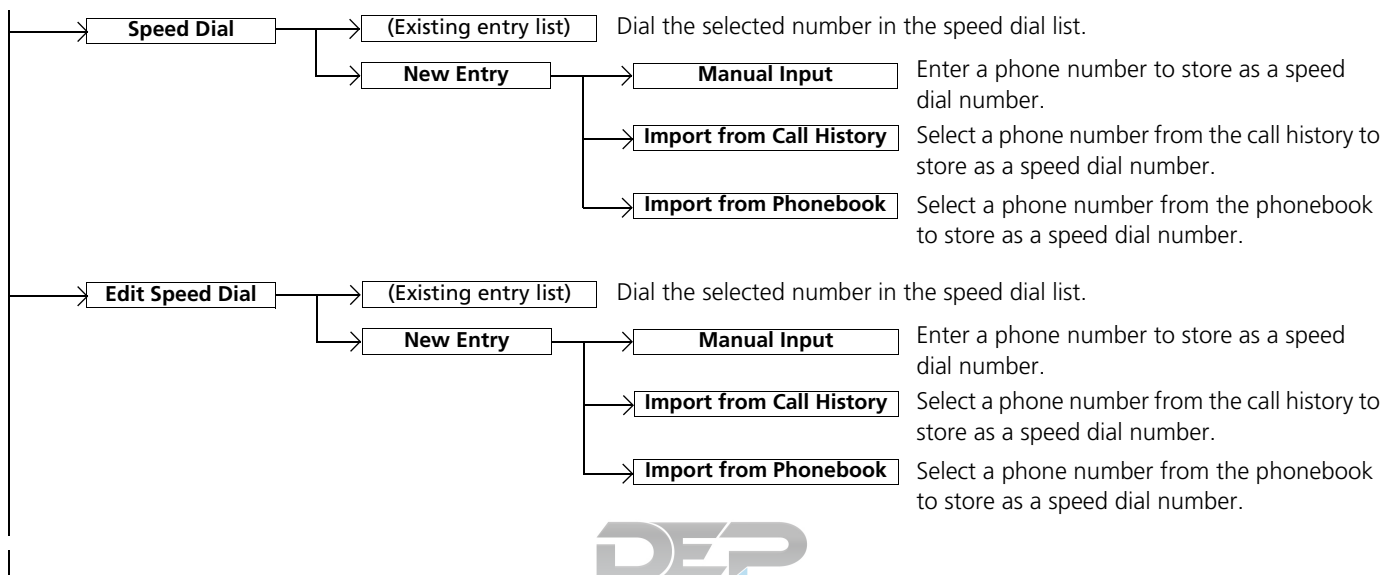 Speed Dial
(Existing entry list)
Dial the selected number in the speed dial list.
New Entry
Manual Input
Enter a phone number to store as a speed
dial number.
Import from Call History
Select a phone number from the call history to
store as a speed dial number.
Import from Phonebook
Select a phone number from the phonebook
to store as a speed dial number.
Edit Speed Dial
(Existing entry list)
Dial the selected number in the speed dial list.
New Entry
Manual Input
Enter a phone number to store as a speed
dial number.
Import from Call History
Select a phone number from the call history to
store as a speed dial number.
Import from Phonebook
Select a phone number from the phonebook
to store as a speed dial number.
DEP